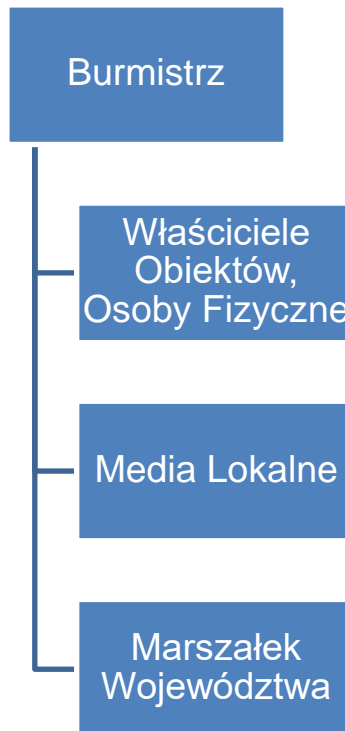 Burmistrz
Właściciele
Obiektów,
Osoby Fizyczne
Media Lokalne
Marszałek
Województwa